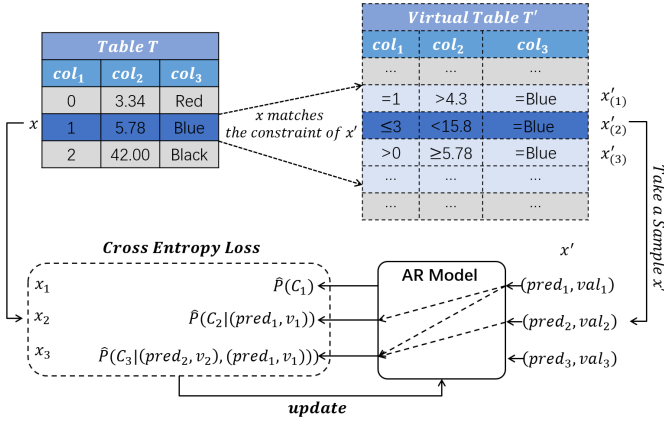 Table T
col₁ col₂ col₃
0 3.34 Red
x 1 5.78 Blue
2 42.00 Black
x matches
the constraint of x′
Virtual Table T′
col₁ col₂ col₃
... ... ...
=1 >4.3 =Blue x′₍₁₎
≤3 <15.8 =Blue x′₍₂₎
>0 ≥5.78 =Blue x′₍₃₎
... ... ...
... ... ...
Take a Sample x′
Cross Entropy Loss
x₁ P̂(C₁)
x₂ P̂(C₂|(pred₁, v₁))
x₃ P̂(C₃|(pred₂, v₂), (pred₁, v₁)))
AR Model
x′
(pred₁, val₁)
(pred₂, val₂)
(pred₃, val₃)
update